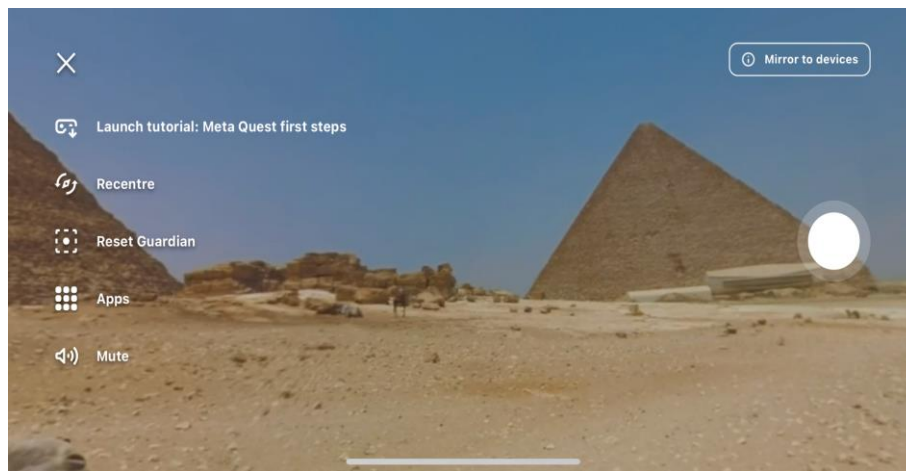 Mirror to devices
Launch tutorial: Meta Quest first steps
Recentre
Reset Guardian
Apps
Mute